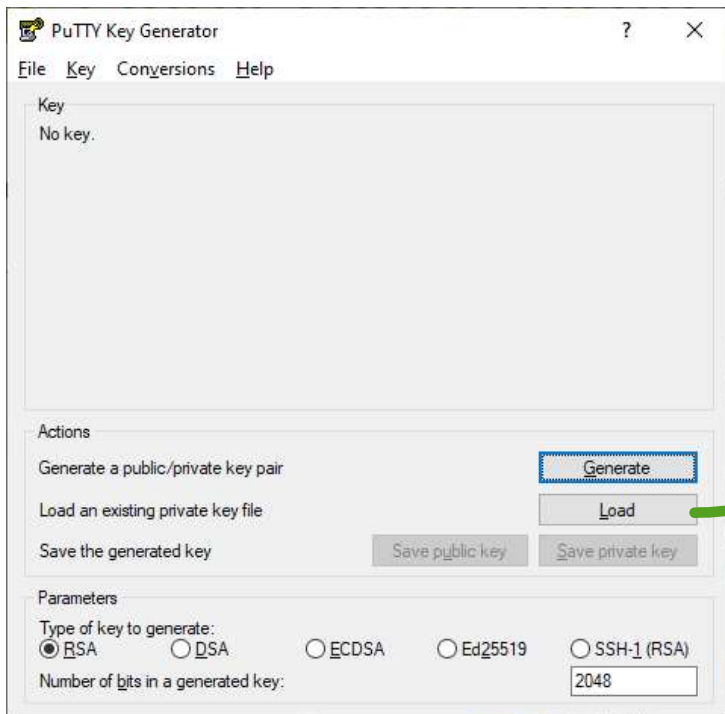 PuTTY Key Generator ?
File Key Conversions Help
Key
No key.
Actions
Generate a public/private key pair Generate
Load an existing private key file Load
Save the generated key Save public key Save private key
Parameters
Type of key to generate:
RSA DSA ECDSA Ed25519 SSH-1 (RSA)
Number of bits in a generated key: 2048